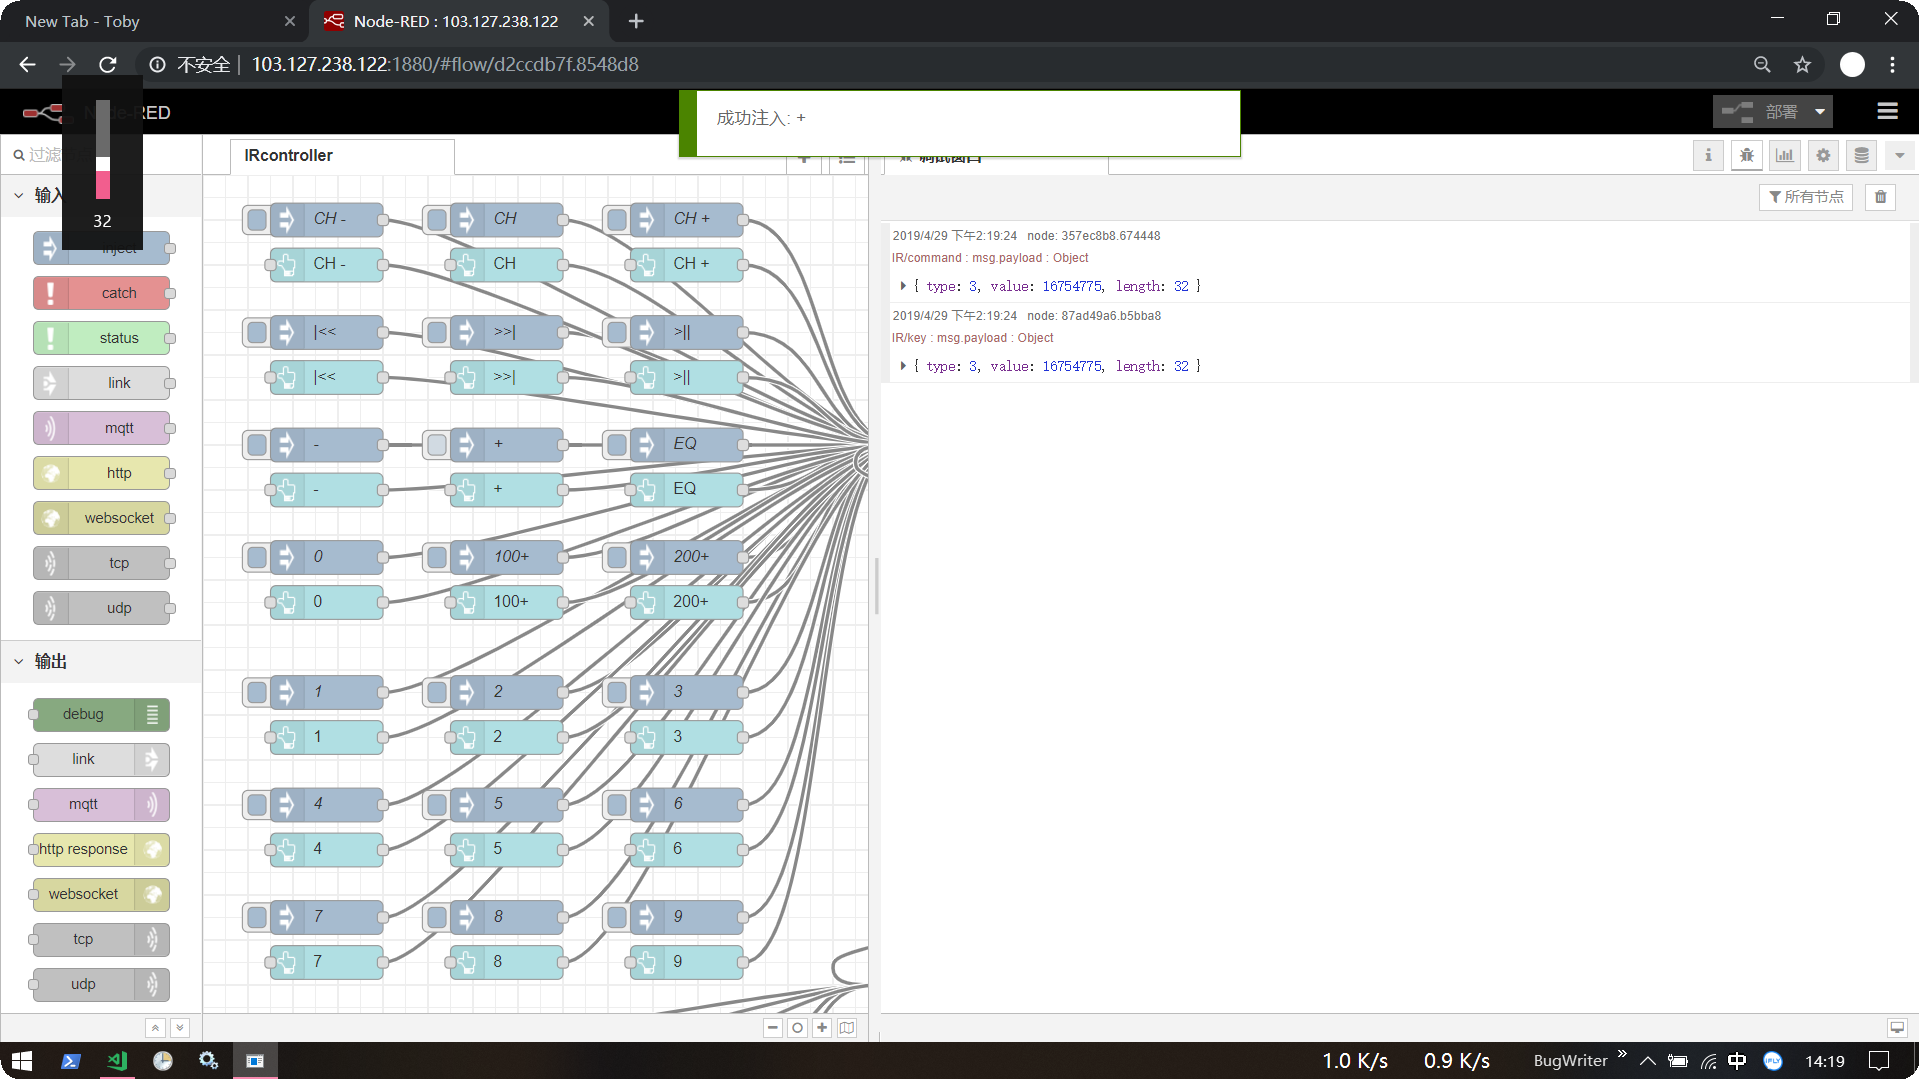 New Tab - Toby
Node-RED : 103.127.238.122
不安全
103.127.238.122:1880/#flow/d2ccdb7f.8548d8
Node-RED
成功注入: +
部署
过滤
IRcontroller
调试窗口
输入
32
inject
catch
status
link
mqtt
http
websocket
tcp
udp
输出
debug
link
mqtt
http response
websocket
tcp
udp
CH -
CH
CH +
CH -
CH
CH +
|<<
>>|
>||
|<<
>>|
>||
-
+
EQ
-
+
EQ
0
100+
200+
0
100+
200+
1
2
3
1
2
3
4
5
6
4
5
6
7
8
9
7
8
9
所有节点
2019/4/29 下午2:19:24 node: 357ec8b8.674448
IR/command : msg.payload : Object
{ type: 3, value: 16754775, length: 32 }
2019/4/29 下午2:19:24 node: 87ad49a6.b5bba8
IR/key : msg.payload : Object
{ type: 3, value: 16754775, length: 32 }
1.0 K/s
0.9 K/s
BugWriter
中
14:19